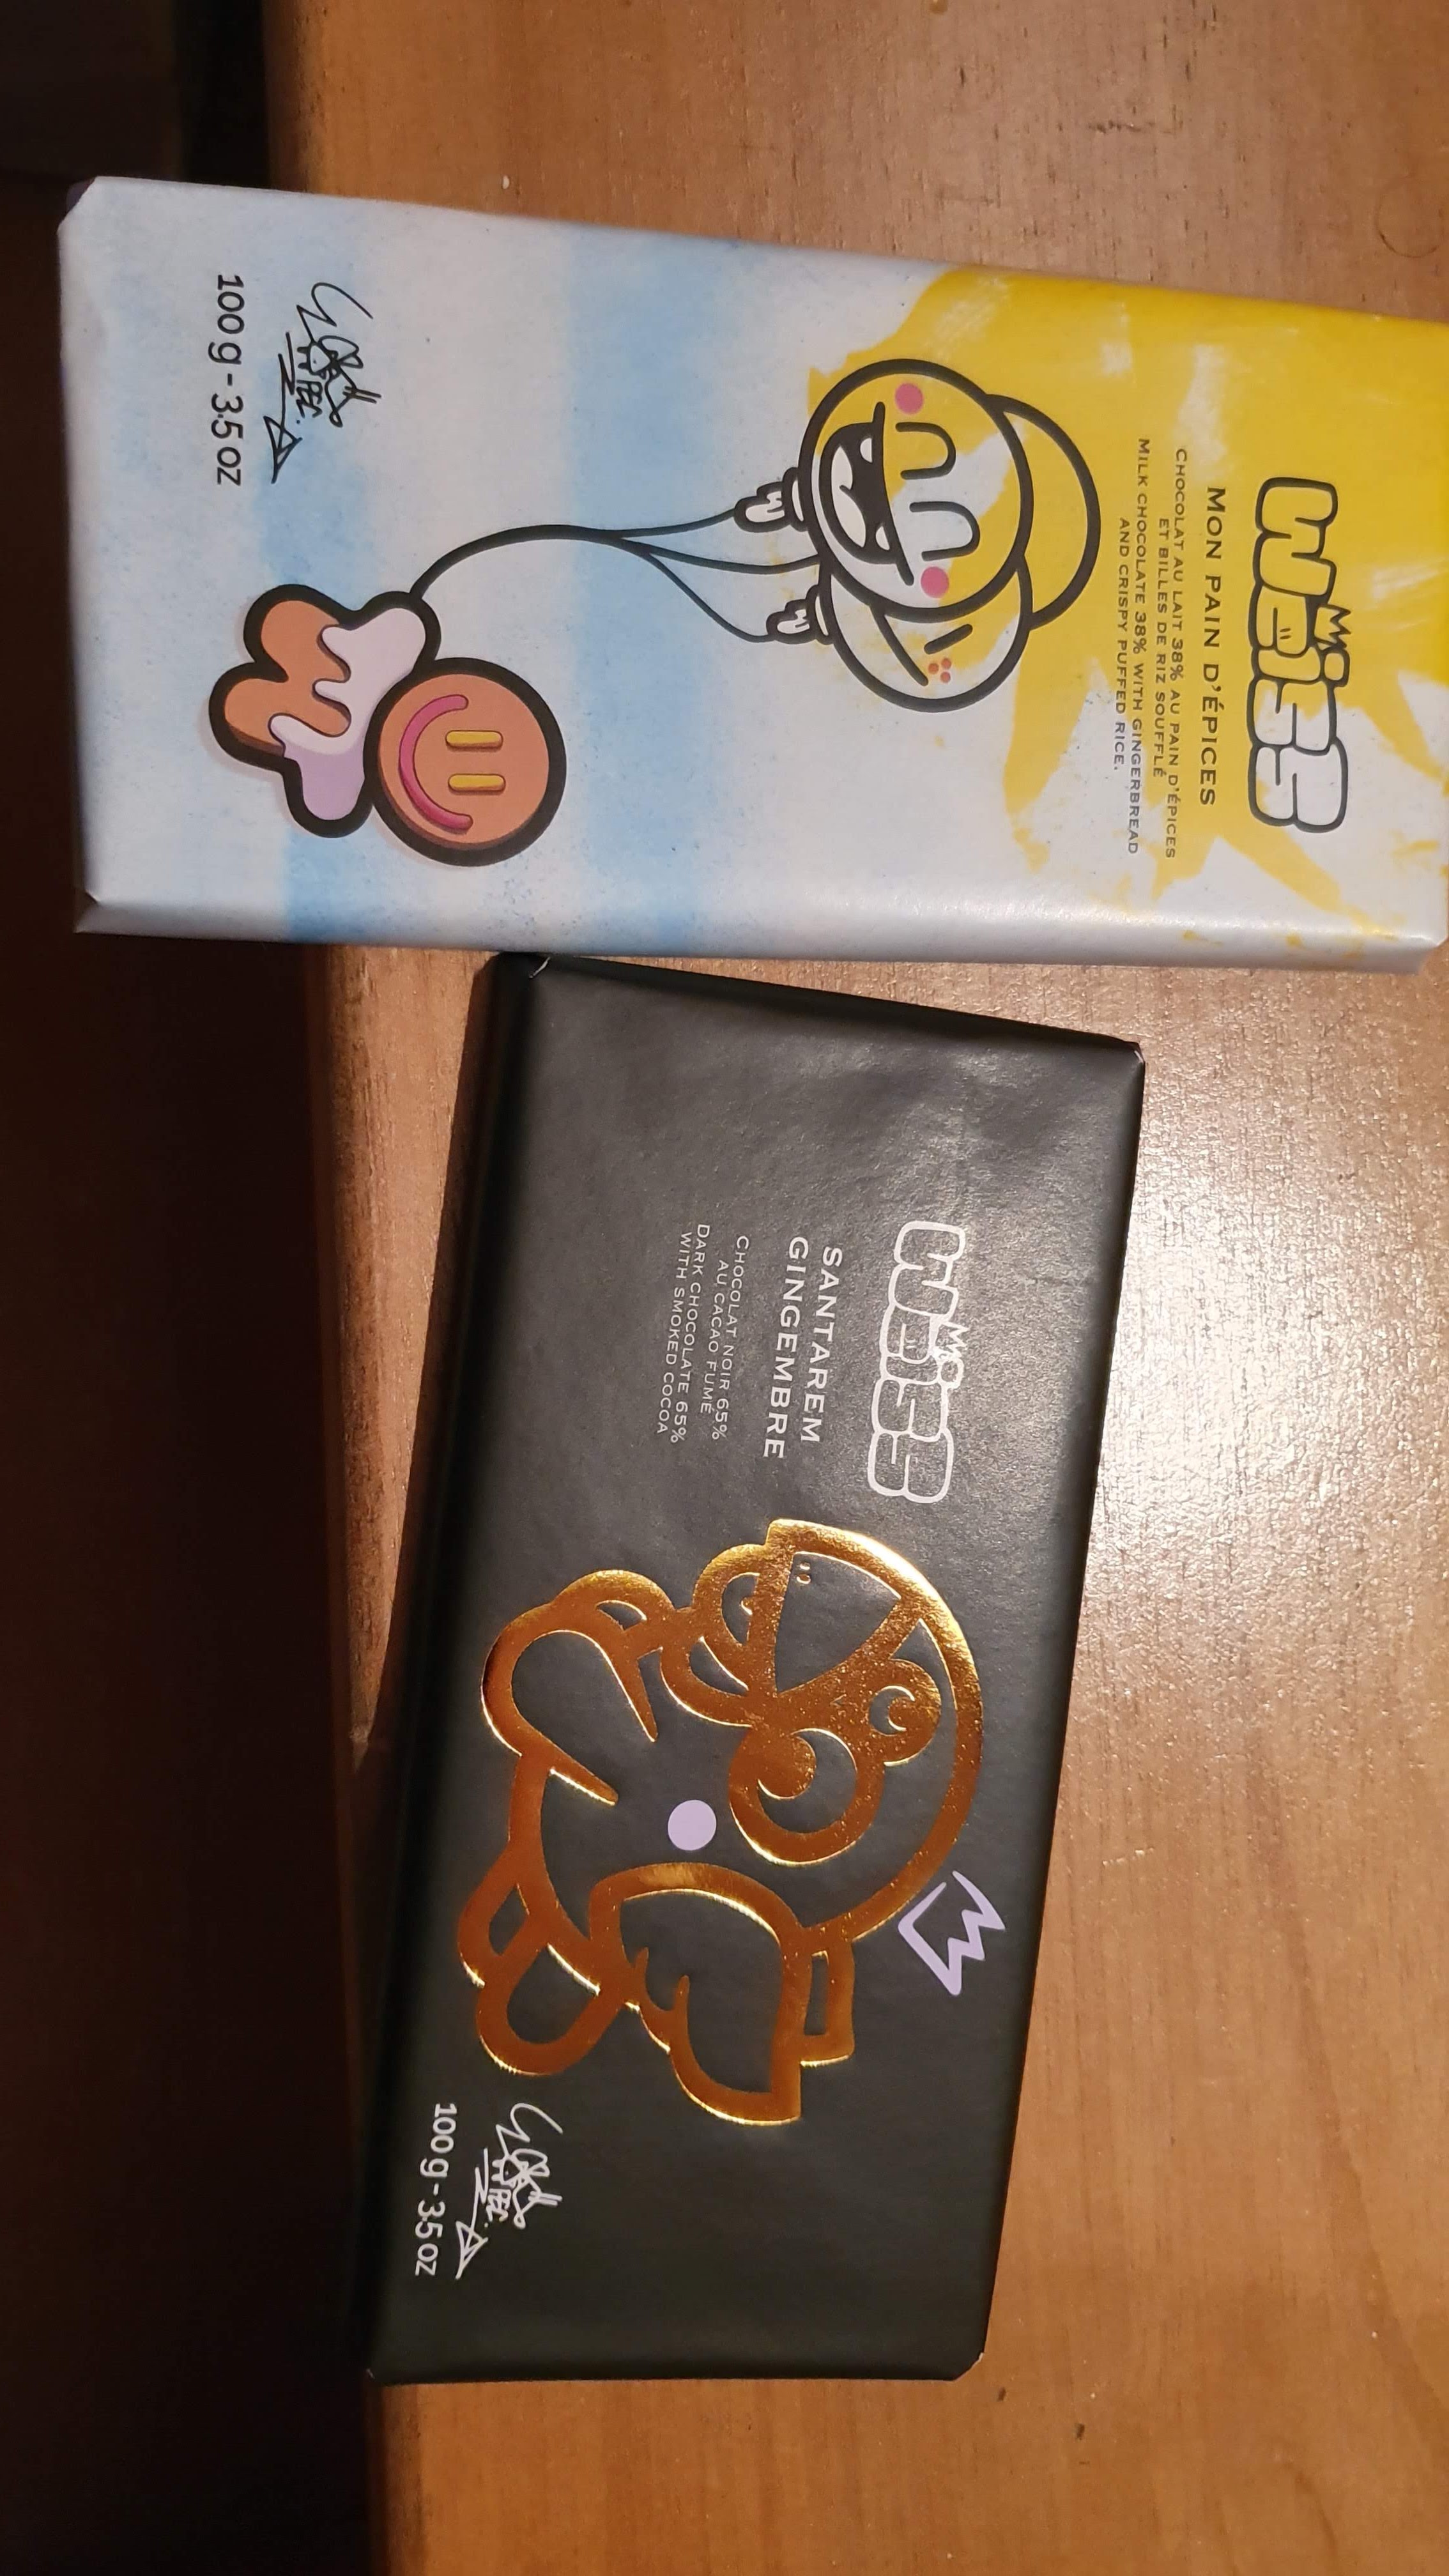 Weiss
MON PAIN D'ÉPICES
CHOCOLAT AU LAIT 38% AU PAIN D'ÉPICES
ET BILLES DE RIZ SOUFFLÉ
MILK CHOCOLATE 38% WITH GINGERBREAD
AND CRISPY PUFFED RICE.
100 g - 3.5 oz
Weiss
SANTAREM
GINGEMBRE
CHOCOLAT NOIR 65%
AU CACAO FUMÉ
DARK CHOCOLATE 65%
WITH SMOKED COCOA
100 g - 3.5 oz